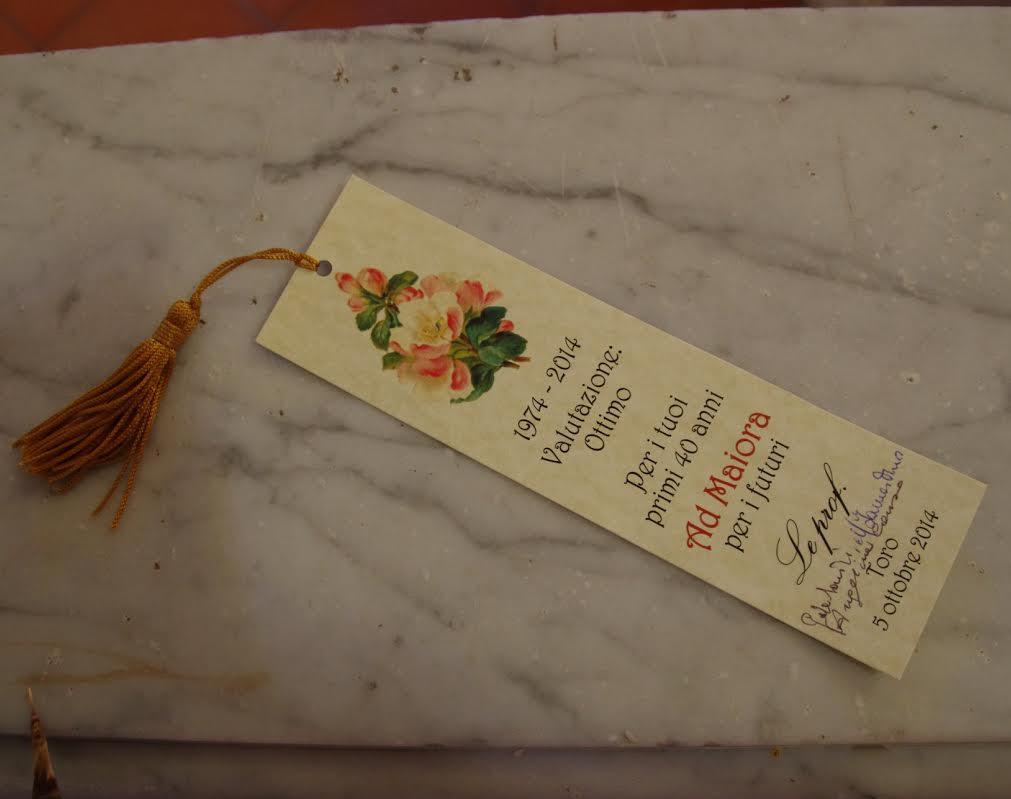 1974 - 2014
Valutazione:
Ottimo
Per i tuoi
primi 40 anni
Ad Maiora
per i futuri
Le prof.
Toro
5 ottobre 2014